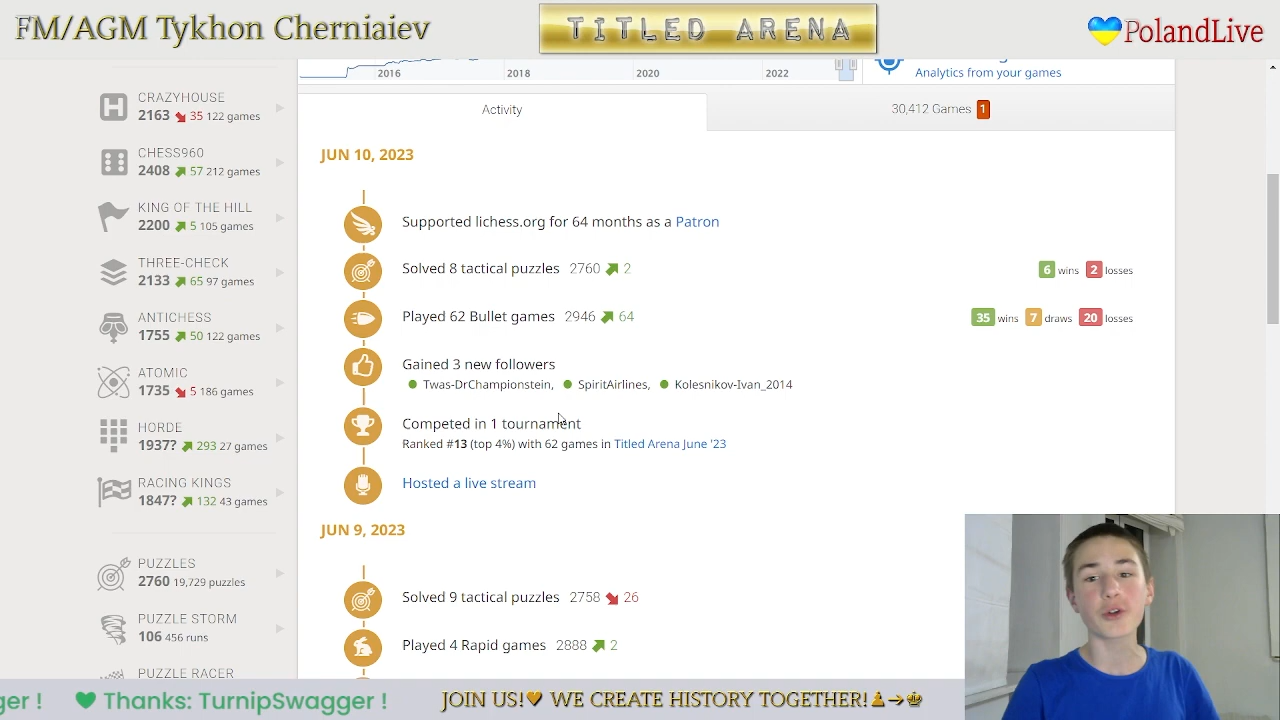 FM/AGM Tykhon Cherniaiev
TITLED ARENA
PolandLive
2016
2018
2020
2022
Analytics from your games
CRAZYHOUSE
2163 35 122 games
CHESS960
2408 57 212 games
KING OF THE HILL
2200 5 105 games
THREE-CHECK
2133 65 97 games
ANTICHESS
1755 50 122 games
ATOMIC
1735 5 186 games
HORDE
1937? 293 27 games
RACING KINGS
1847? 132 43 games
PUZZLES
2760 19,729 puzzles
PUZZLE STORM
106 456 runs
PUZZLE RACER
Activity
30,412 Games 1
JUN 10, 2023
Supported lichess.org for 64 months as a Patron
Solved 8 tactical puzzles 2760 2
6 wins 2 losses
Played 62 Bullet games 2946 64
35 wins 7 draws 20 losses
Gained 3 new followers
Twas-DrChampionstein, SpiritAirlines, Kolesnikov-Ivan_2014
Competed in 1 tournament
Ranked #13 (top 4%) with 62 games in Titled Arena June '23
Hosted a live stream
JUN 9, 2023
Solved 9 tactical puzzles 2758 26
Played 4 Rapid games 2888 2
ger ! Thanks: TurnipSwagger !
JOIN US!🧡 WE CREATE HISTORY TOGETHER!♟→♚